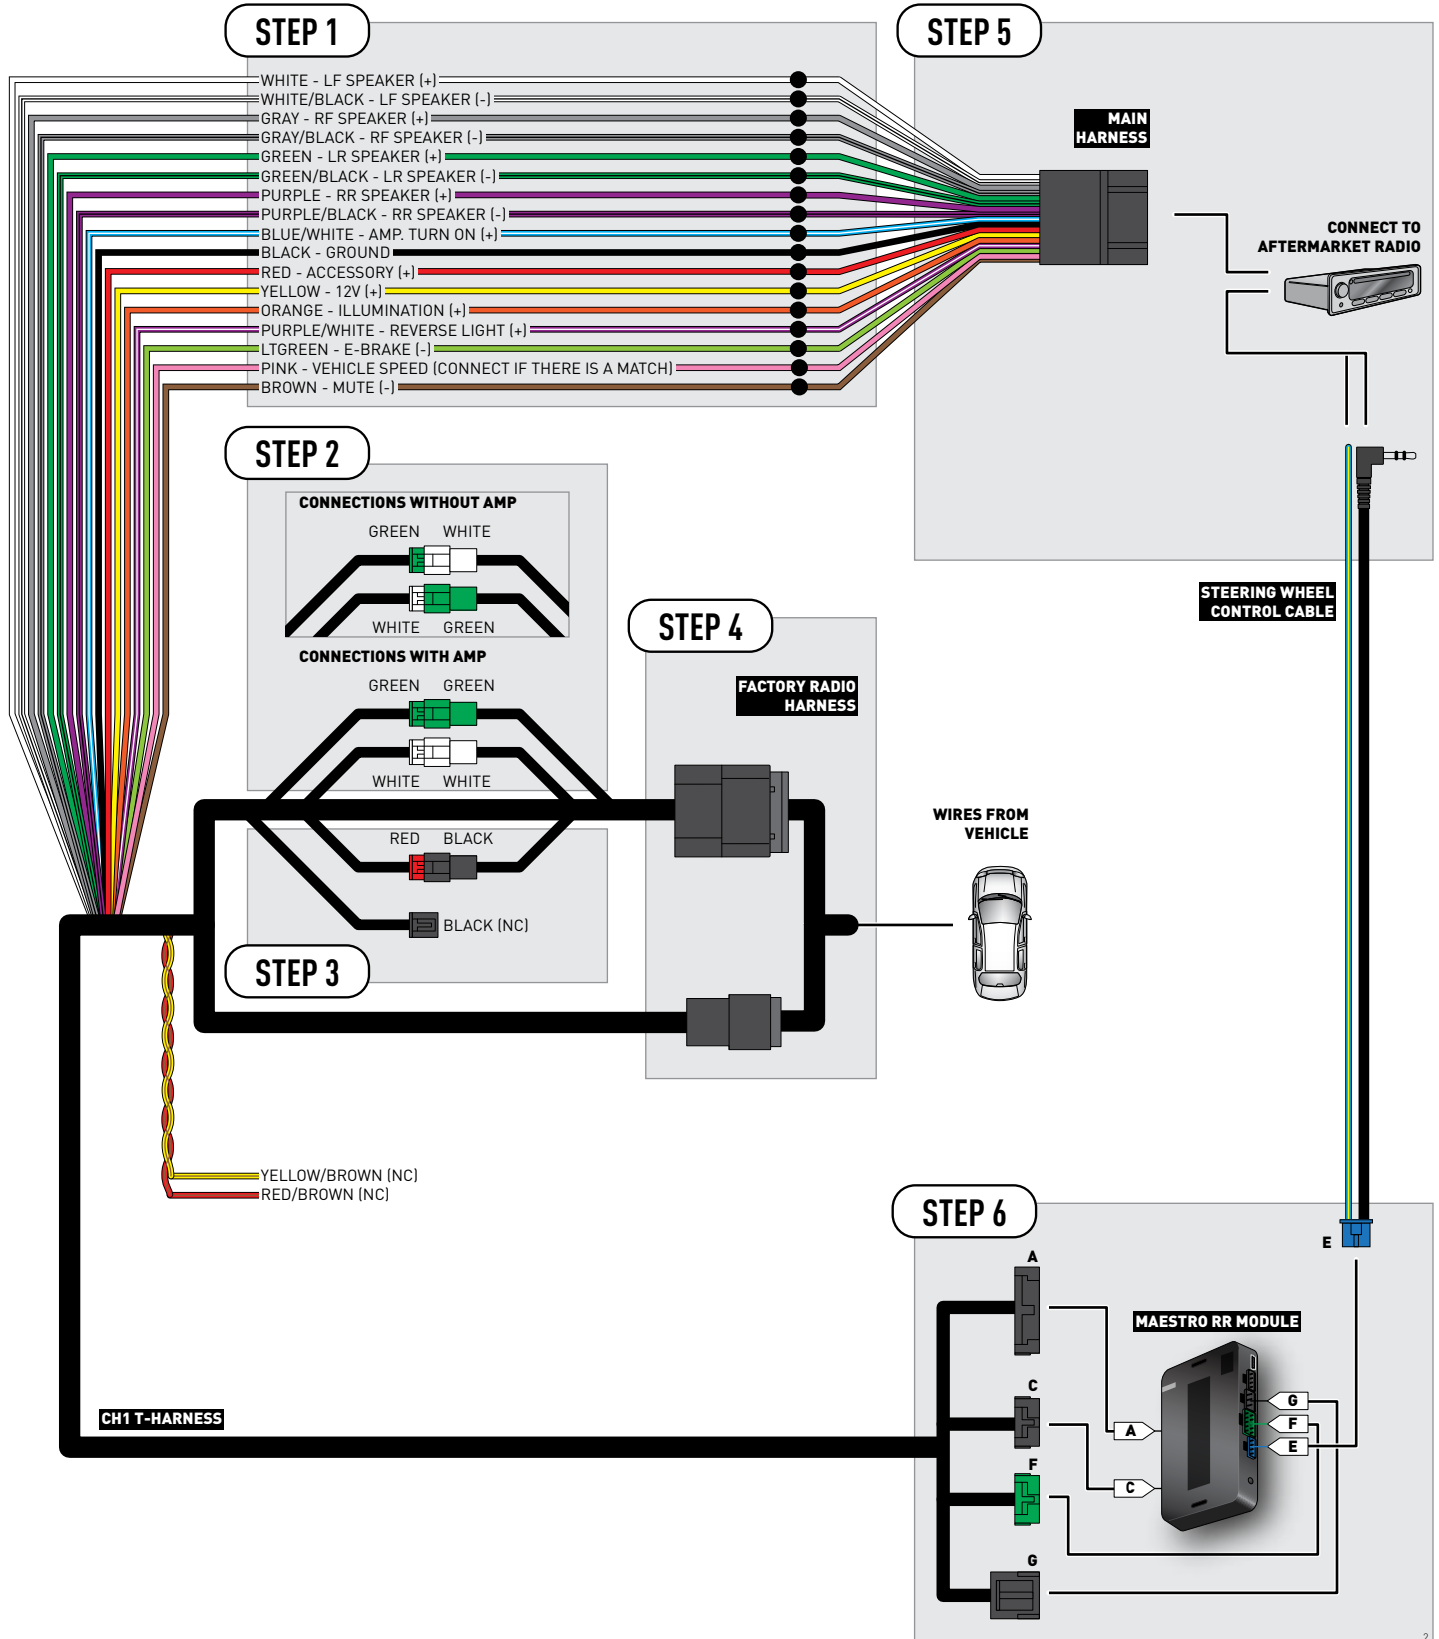 STEP 1
WHITE - LF SPEAKER (+)
WHITE/BLACK - LF SPEAKER (-)
GRAY - RF SPEAKER (+)
GRAY/BLACK - RF SPEAKER (-)
GREEN - LR SPEAKER (+)
GREEN/BLACK - LR SPEAKER (-)
PURPLE - RR SPEAKER (+)
PURPLE/BLACK - RR SPEAKER (-)
BLUE/WHITE - AMP. TURN ON (+)
BLACK - GROUND
RED - ACCESSORY (+)
YELLOW - 12V (+)
ORANGE - ILLUMINATION (+)
PURPLE/WHITE - REVERSE LIGHT (+)
LTGREEN - E-BRAKE (-)
PINK - VEHICLE SPEED (CONNECT IF THERE IS A MATCH)
BROWN - MUTE (-)
STEP 5
MAIN
HARNESS
CONNECT TO
AFTERMARKET RADIO
STEP 2
CONNECTIONS WITHOUT AMP
GREEN WHITE
WHITE GREEN
CONNECTIONS WITH AMP
GREEN GREEN
WHITE WHITE
RED BLACK
BLACK (NC)
STEP 3
STEP 4
FACTORY RADIO
HARNESS
STEERING WHEEL
CONTROL CABLE
WIRES FROM
VEHICLE
YELLOW/BROWN (NC)
RED/BROWN (NC)
CH1 T-HARNESS
STEP 6
E
A
C
F
G
MAESTRO RR MODULE
A
C
G
F
E
2